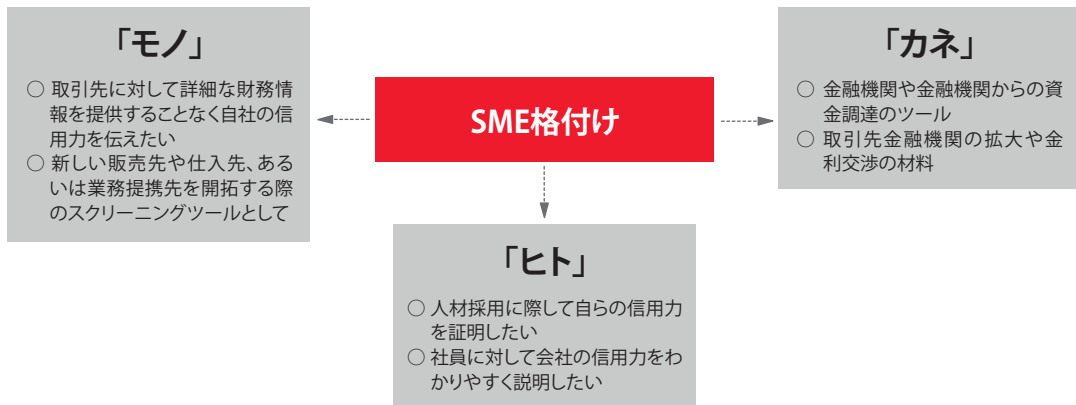 「モノ」
○ 取引先に対して詳細な財務情
報を提供することなく自社の信
用力を伝えたい
○ 新しい販売先や仕入先、ある
いは業務提携先を開拓する際
のスクリーニングツールとして
SME格付け
「カネ」
○ 金融機関や金融機関からの資
金調達のツール
○ 取引先金融機関の拡大や金
利交渉の材料
「ヒト」
○ 人材採用に際して自らの信用力
を証明したい
○ 社員に対して会社の信用力をわ
かりやすく説明したい